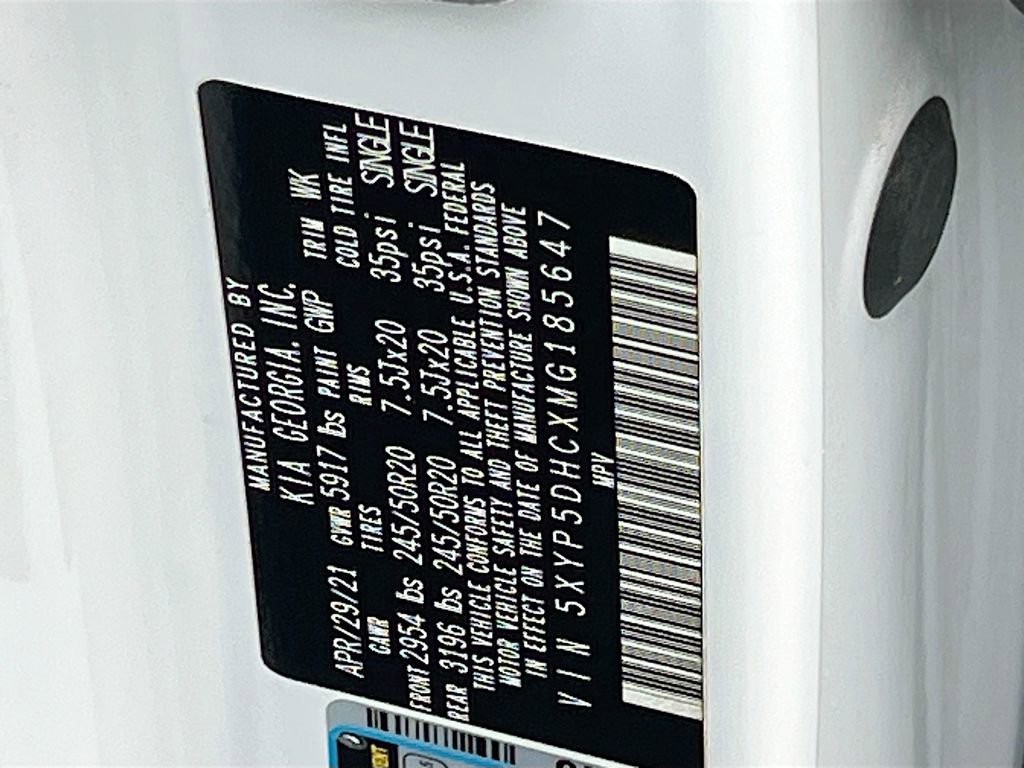 MANUFACTURED BY
KIA GEORGIA, INC.
APR/29/21 GVWR 5917 lbs PAINT GWP TRIM WK
GAWR TIRES RIMS COLD TIRE INFL
FRONT 2954 lbs 245/50R20 7.5Jx20 35psi SINGLE
REAR 3196 lbs 245/50R20 7.5Jx20 35psi SINGLE
THIS VEHICLE CONFORMS TO ALL APPLICABLE U.S.A. FEDERAL
MOTOR VEHICLE SAFETY AND THEFT PREVENTION STANDARDS
IN EFFECT ON THE DATE OF MANUFACTURE SHOWN ABOVE
VIN 5XYP5DHCXMG185647
MPV